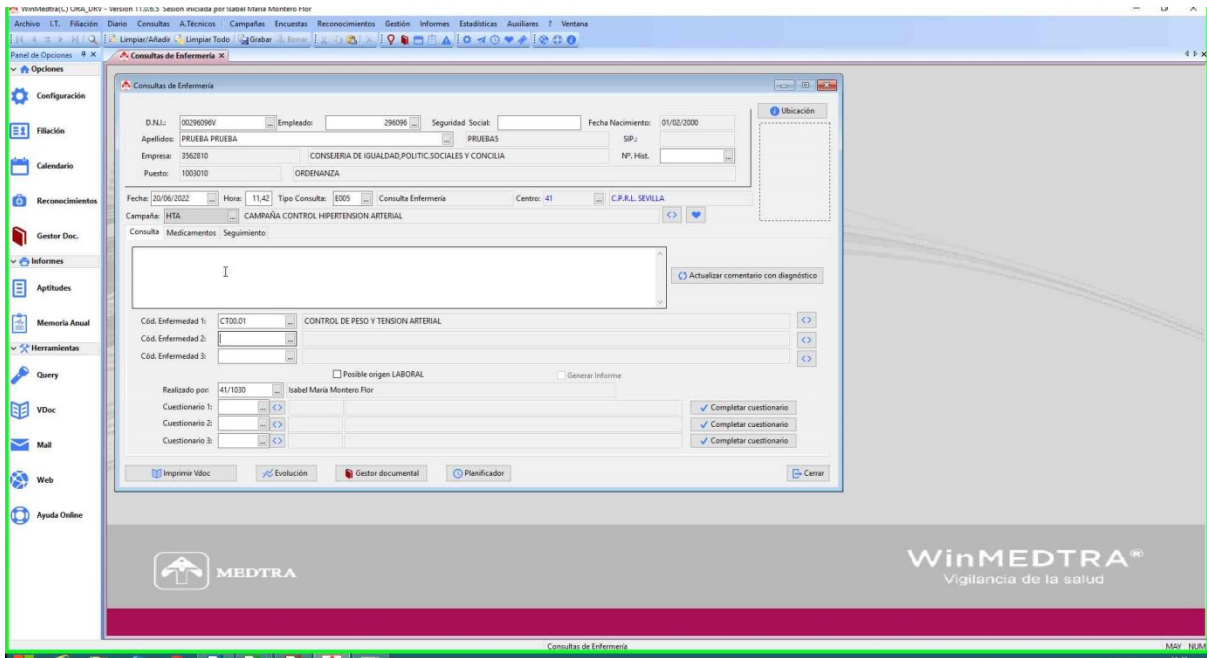 WinMedtra(C) ORA_DRV - Versión 11.0.6.5 Sesión iniciada por Isabel María Montero Flor
Archivo I.T. Filiación Diario Consultas A.Técnicos Campañas Encuestas Reconocimientos Gestión Informes Estadísticas Auxiliares ? Ventana
Limpiar/Añadir Limpiar Todo Grabar Borrar
Panel de Opciones Consultas de Enfermería
Opciones
Configuración
Filiación
Calendario
Reconocimientos
Gestor Doc.
Informes
Aptitudes
Memoria Anual
Herramientas
Query
VDoc
Mail
Web
Ayuda Online
Consultas de Enfermería
Ubicación
D.N.I.: 00296096V ... Empleado: 296096 ... Seguridad Social: Fecha Nacimiento: 01/02/2000
Apellidos: PRUEBA PRUEBA ... PRUEBAS SIP.:
Empresa: 3562810 CONSEJERIA DE IGUALDAD,POLITIC.SOCIALES Y CONCILIA Nº. Hist. ...
Puesto: 1003010 ORDENANZA
Fecha: 20/06/2022 ... Hora: 11,42 Tipo Consulta: E005 ... Consulta Enfermería Centro: 41 ... C.P.R.L. SEVILLA
Campaña: HTA ... CAMPAÑA CONTROL HIPERTENSION ARTERIAL
Consulta Medicamentos Seguimiento
Actualizar comentario con diagnóstico
Cód. Enfermedad 1: CT00.01 ... CONTROL DE PESO Y TENSION ARTERIAL
Cód. Enfermedad 2: ...
Cód. Enfermedad 3: ...
Posible origen LABORAL Generar Informe
Realizado por: 41/1030 ... Isabel María Montero Flor
Cuestionario 1: ... Completar cuestionario
Cuestionario 2: ... Completar cuestionario
Cuestionario 3: ... Completar cuestionario
Imprimir Vdoc Evolución Gestor documental Planificador Cerrar
MEDTRA
WinMEDTRA®
Vigilancia de la salud
Consultas de Enfermería MAY NUM